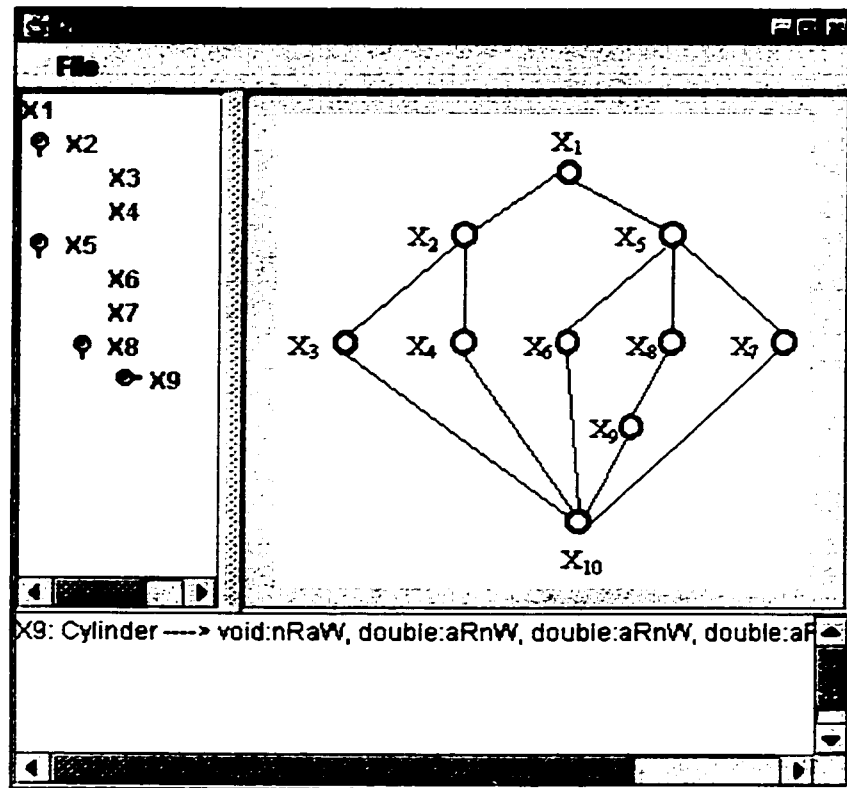 File
X1
X2
X3
X4
X5
X6
X7
X8
X9
X1
X2
X5
X3
X4
X6
X8
X7
X9
X10
X9: Cylinder ----> void:nRaW, double:aRnW, double:aRnW, double:aR